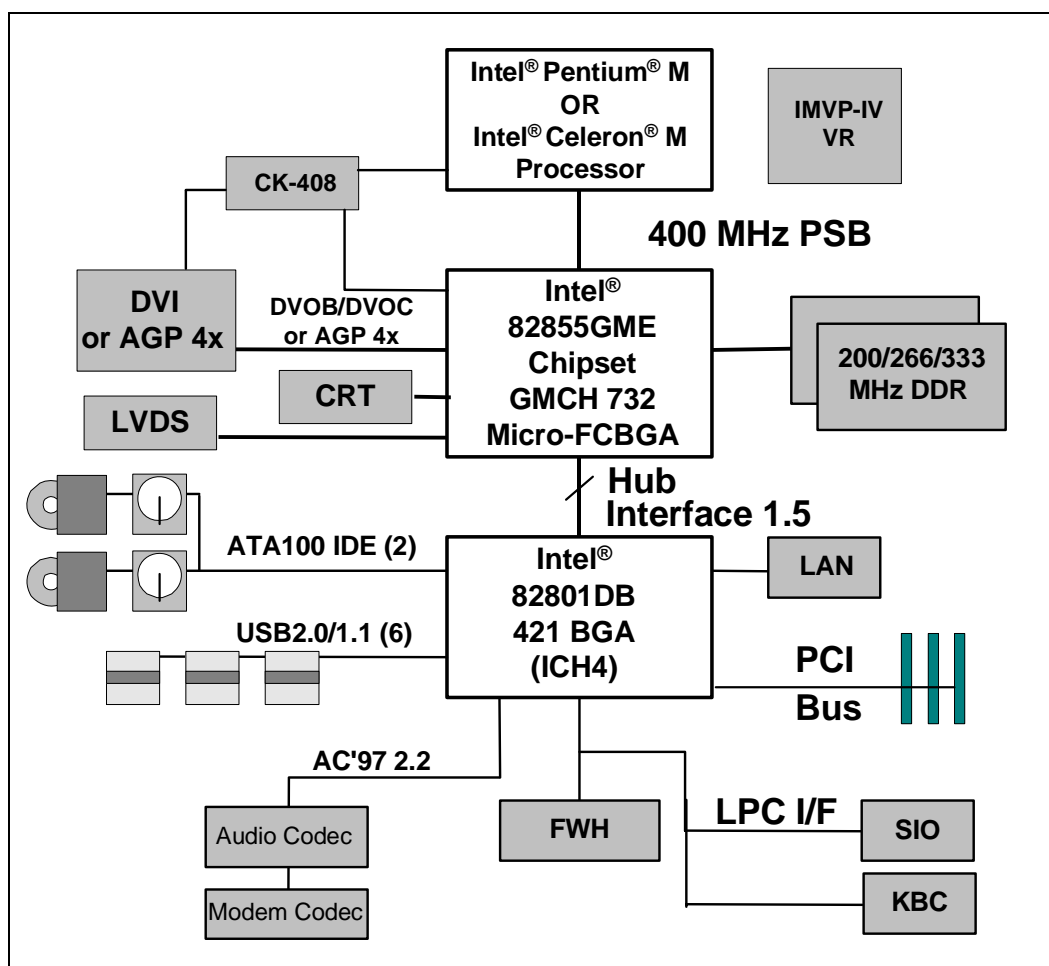 Intel® Pentium® M
OR
Intel® Celeron® M
Processor
IMVP-IV
VR
CK-408
400 MHz PSB
DVI
or AGP 4x
DVOB/DVOC
or AGP 4x
Intel®
82855GME
Chipset
GMCH 732
Micro-FCBGA
200/266/333
MHz DDR
CRT
LVDS
Hub
Interface 1.5
ATA100 IDE (2)
Intel®
82801DB
421 BGA
(ICH4)
LAN
USB2.0/1.1 (6)
PCI
Bus
AC'97 2.2
Audio Codec
Modem Codec
FWH
LPC I/F
SIO
KBC